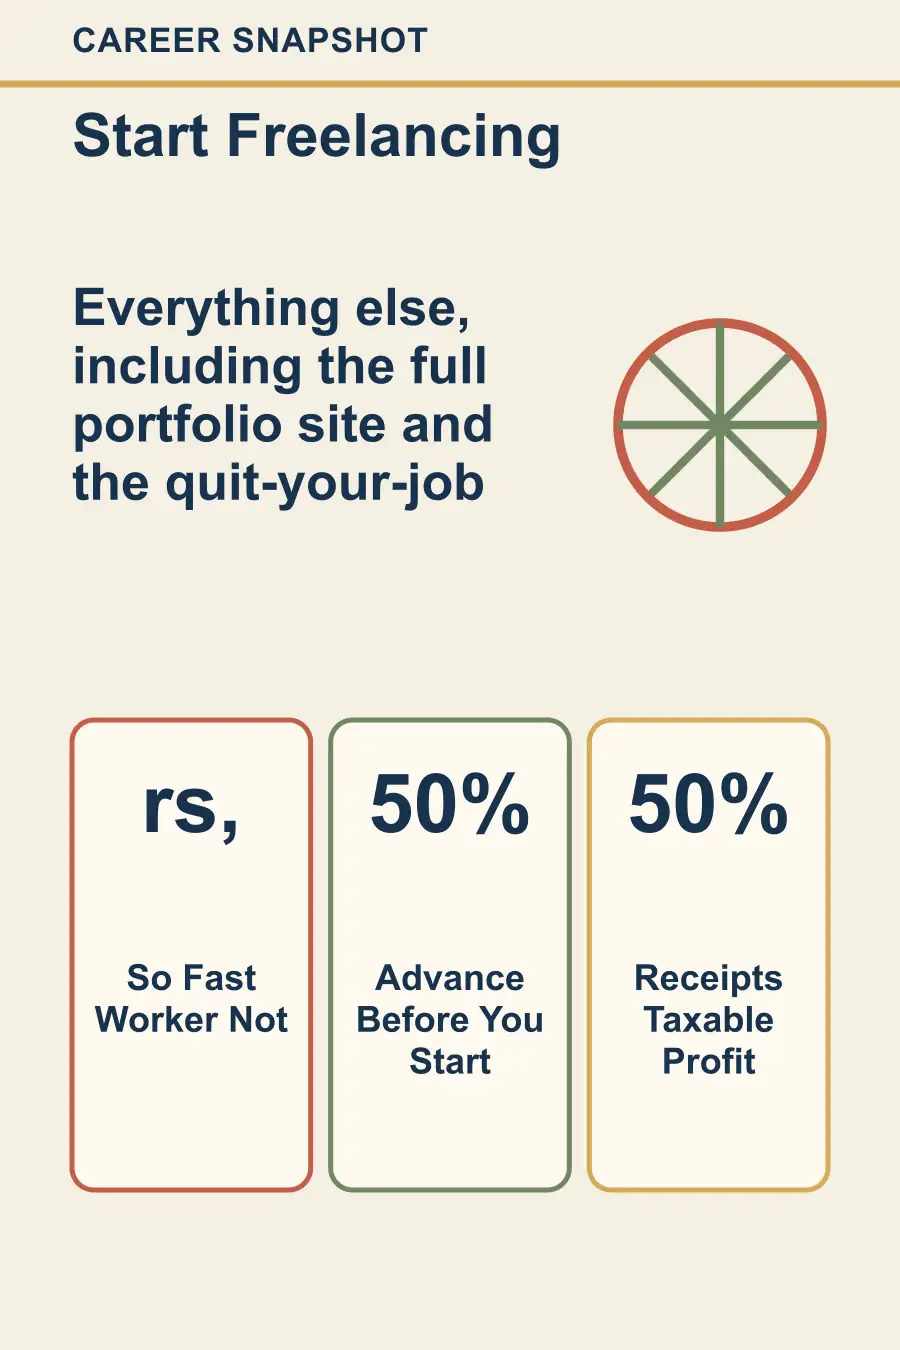 CAREER SNAPSHOT
Start Freelancing
Everything else,
including the full
portfolio site and
the quit-your-job
rs,
So Fast
Worker Not
50%
Advance
Before You
Start
50%
Receipts
Taxable
Profit